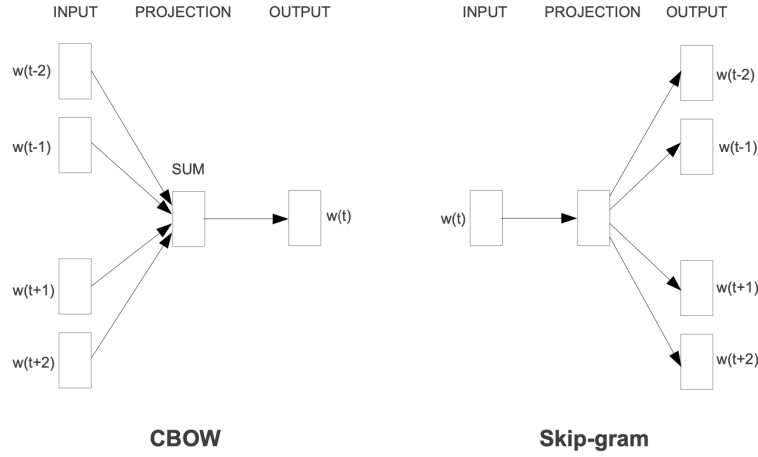 INPUT PROJECTION OUTPUT
w(t-2)
w(t-1)
SUM
w(t)
w(t+1)
w(t+2)
CBOW
INPUT PROJECTION OUTPUT
w(t-2)
w(t-1)
w(t)
w(t+1)
w(t+2)
Skip-gram